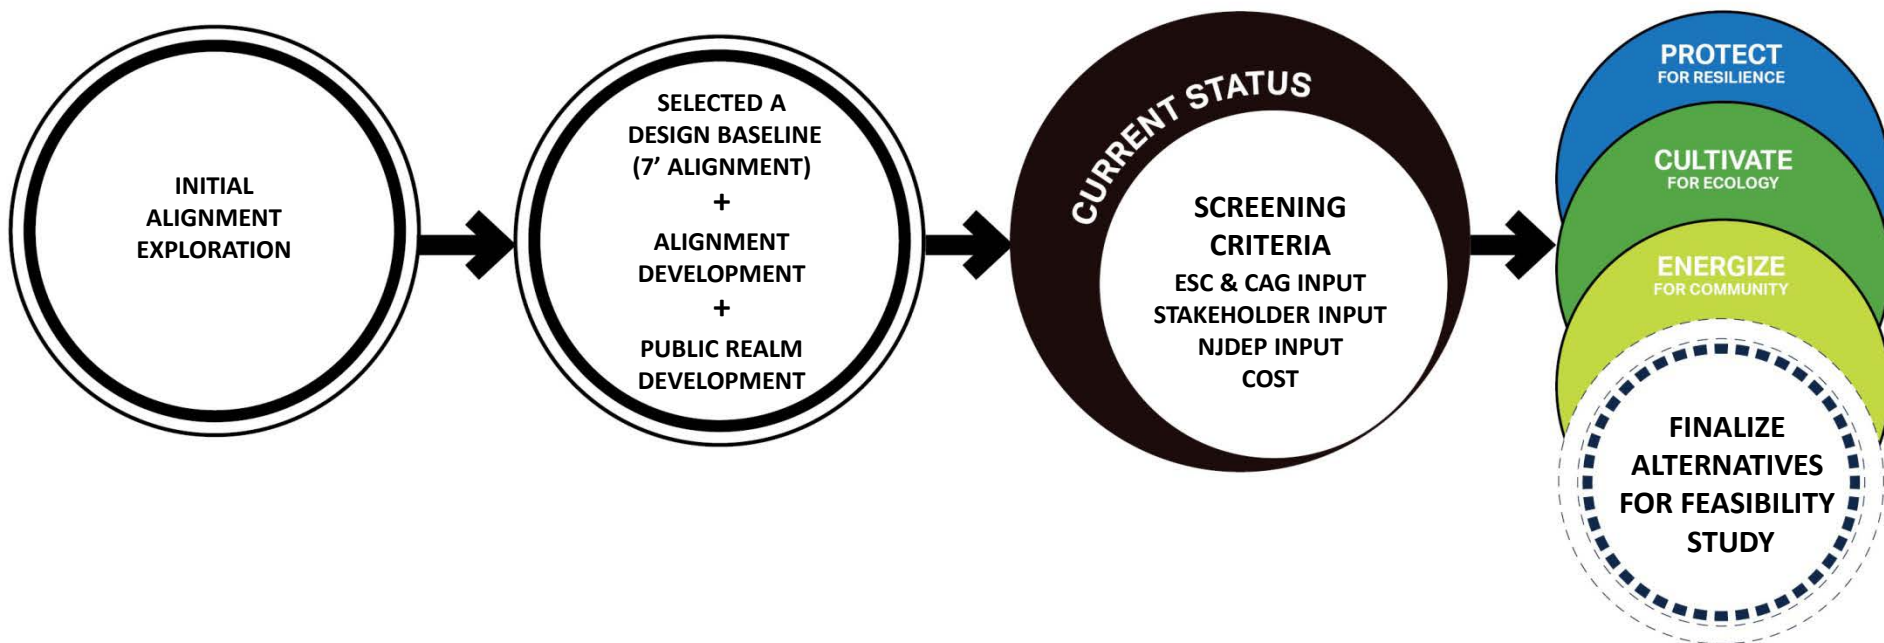 INITIAL
ALIGNMENT
EXPLORATION
SELECTED A
DESIGN BASELINE
(7’ ALIGNMENT)
+
ALIGNMENT
DEVELOPMENT
+
PUBLIC REALM
DEVELOPMENT
CURRENT STATUS
SCREENING
CRITERIA
ESC & CAG INPUT
STAKEHOLDER INPUT
NJDEP INPUT
COST
PROTECT
FOR RESILIENCE
CULTIVATE
FOR ECOLOGY
ENERGIZE
FOR COMMUNITY
FINALIZE
ALTERNATIVES
FOR FEASIBILITY
STUDY